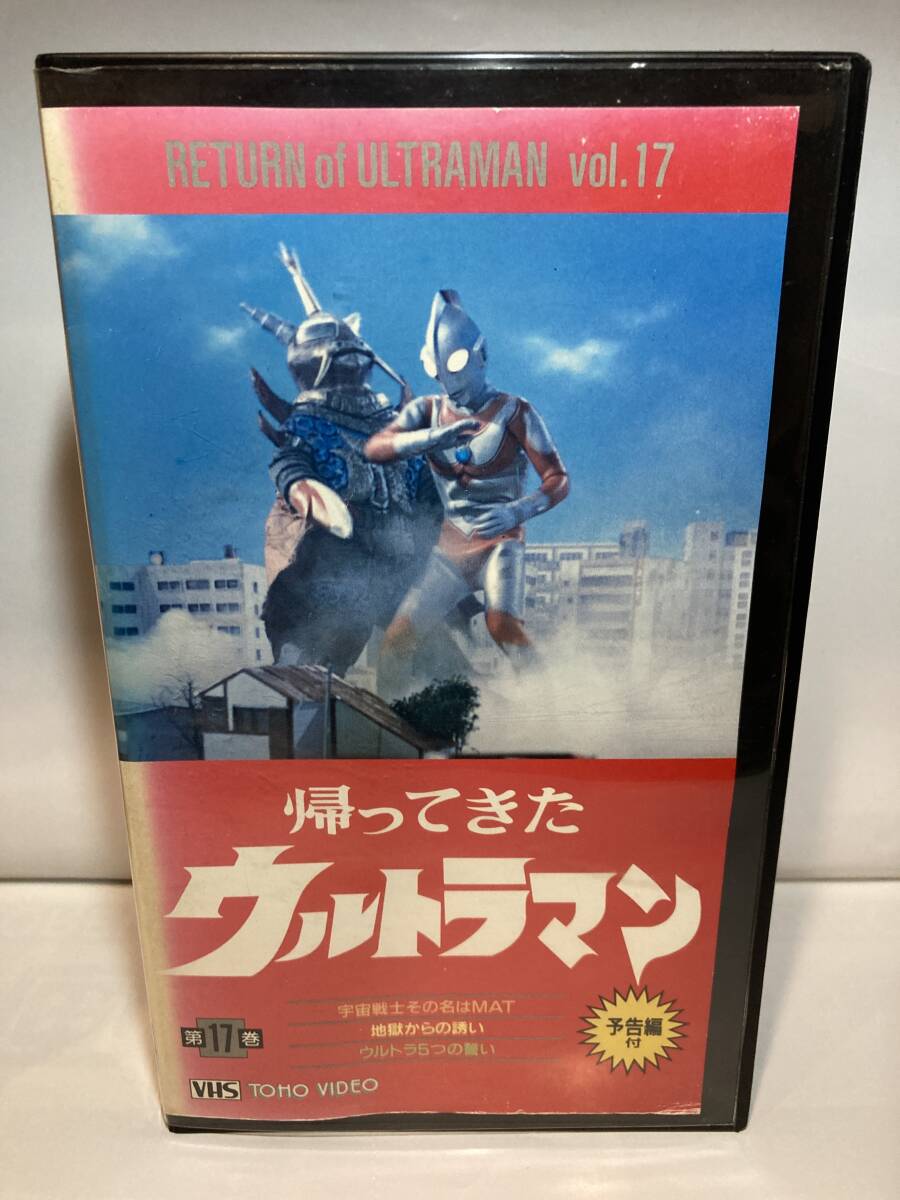 RETURN of ULTRAMAN vol.17
帰ってきた
ウルトラマン
宇宙戦士その名はMAT
地獄からの誘い
ウルトラ5つの誓い
第17巻
予告編
付
VHS TOHO VIDEO